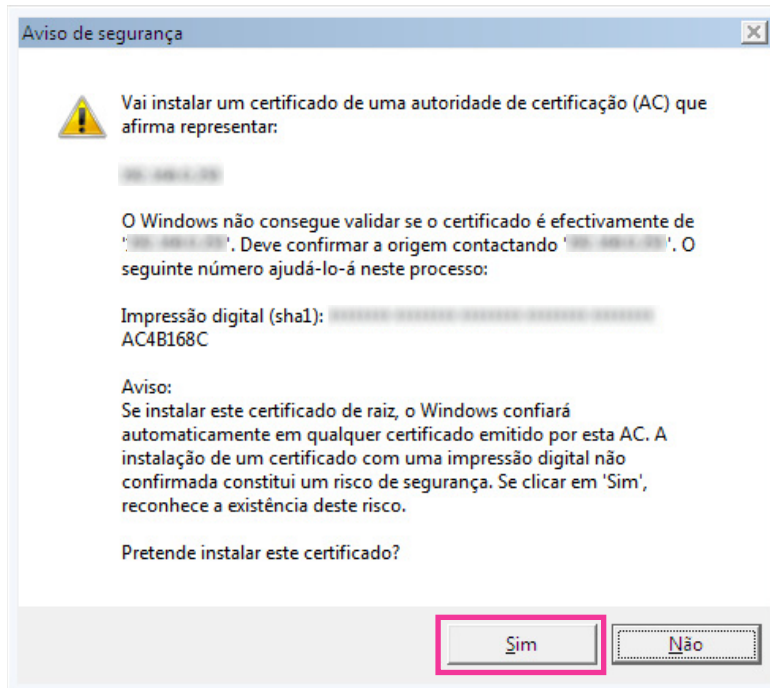 Aviso de segurança
Vai instalar um certificado de uma autoridade de certificação (AC) que
afirma representar:
O Windows não consegue validar se o certificado é efectivamente de
' '. Deve confirmar a origem contactando ' '. O
seguinte número ajudá-lo-á neste processo:
Impressão digital (sha1):
AC4B168C
Aviso:
Se instalar este certificado de raiz, o Windows confiará
automaticamente em qualquer certificado emitido por esta AC. A
instalação de um certificado com uma impressão digital não
confirmada constitui um risco de segurança. Se clicar em 'Sim',
reconhece a existência deste risco.
Pretende instalar este certificado?
Sim
Não